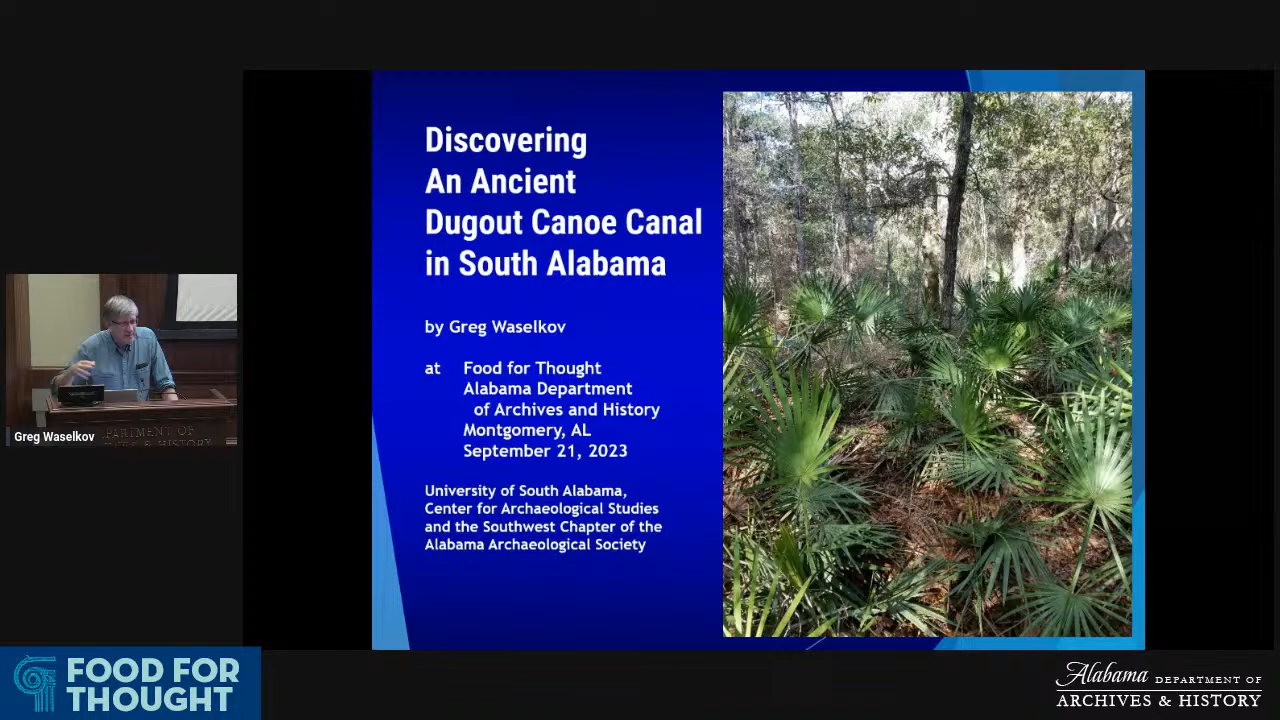 Discovering
An Ancient
Dugout Canoe Canal
in South Alabama
by Greg Waselkov
at Food for Thought
Alabama Department
of Archives and History
Montgomery, AL
September 21, 2023
University of South Alabama,
Center for Archaeological Studies
and the Southwest Chapter of the
Alabama Archaeological Society
Greg Waselkov
FOOD FOR
THOUGHT
Alabama DEPARTMENT OF
ARCHIVES & HISTORY